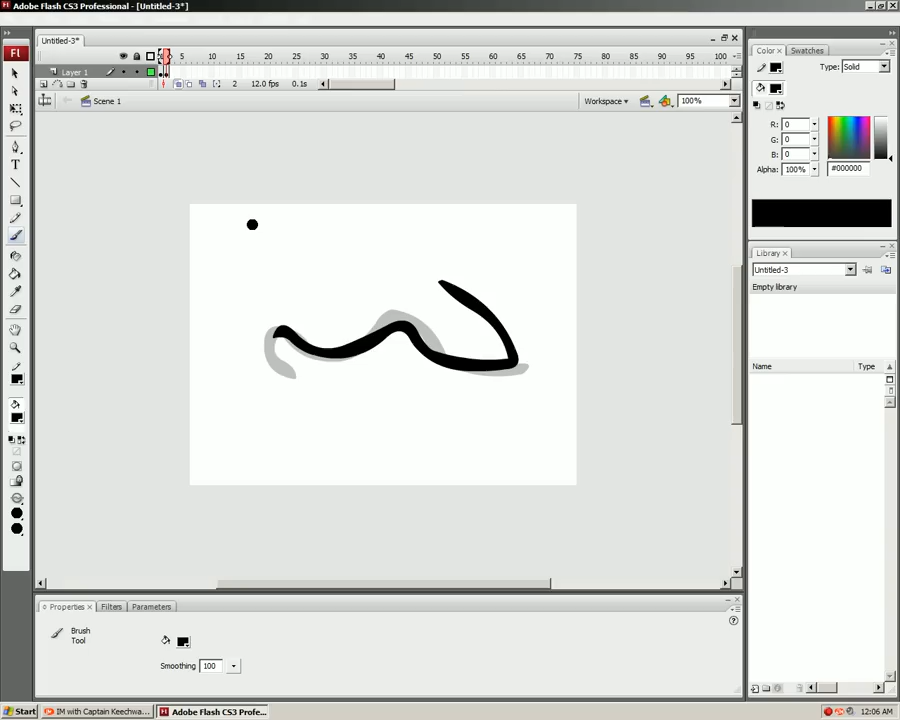 Adobe Flash CS3 Professional - [Untitled-3*]
Untitled-3*
5 10 15 20 25 30 35 40 45 50 55 60 65 70 75 80 85 90 95 100
Layer 1
2 12.0 fps 0.1s
Scene 1
Workspace
100%
Fl
T
Color
Swatches
Type: Solid
R: 0
G: 0
B: 0
Alpha: 100%
#000000
Library
Untitled-3
Empty library
Name Type
Properties
Filters
Parameters
Brush
Tool
Smoothing 100
Start
IM with Captain Keechwa...
Adobe Flash CS3 Profe...
12:06 AM